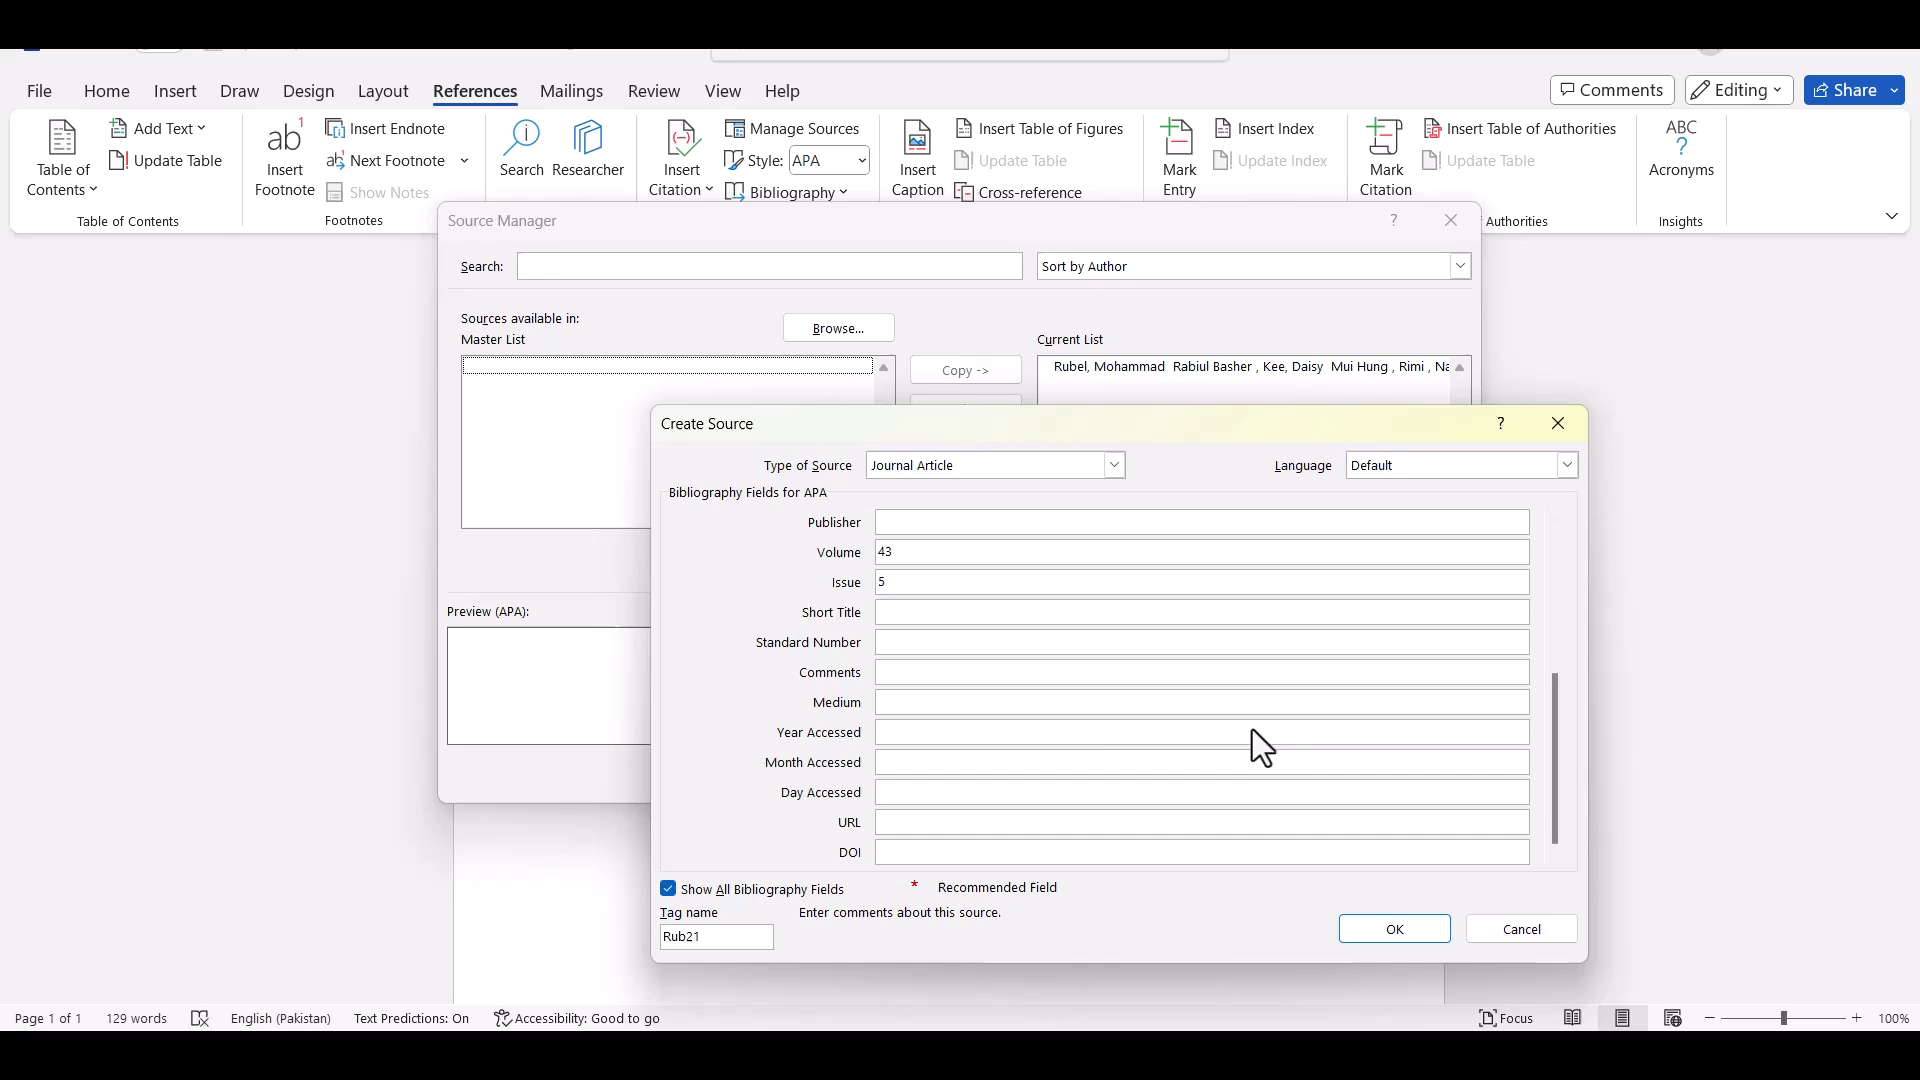 File Home Insert Draw Design Layout References Mailings Review View Help Comments Editing Share
Table of Contents
Add Text
Update Table
Table of Contents
ab 1
Insert Footnote
Insert Endnote
Next Footnote
Show Notes
Footnotes
Search
Researcher
Insert Citation
Manage Sources
Style: APA
Bibliography
Insert Caption
Insert Table of Figures
Update Table
Cross-reference
Mark Entry
Insert Index
Update Index
Mark Citation
Insert Table of Authorities
Update Table
Authorities
ABC ?
Acronyms
Insights
Source Manager ?
Search: Sort by Author
Sources available in:
Master List
Browse...
Current List
Copy ->
Rubel, Mohammad Rabiul Basher , Kee, Daisy Mui Hung , Rimi , Na
Preview (APA):
Create Source ?
Type of Source Journal Article Language Default
Bibliography Fields for APA
Publisher
Volume 43
Issue 5
Short Title
Standard Number
Comments
Medium
Year Accessed
Month Accessed
Day Accessed
URL
DOI
Show All Bibliography Fields * Recommended Field
Tag name Enter comments about this source.
Rub21
OK Cancel
Page 1 of 1 129 words English (Pakistan) Text Predictions: On Accessibility: Good to go Focus − + 100%